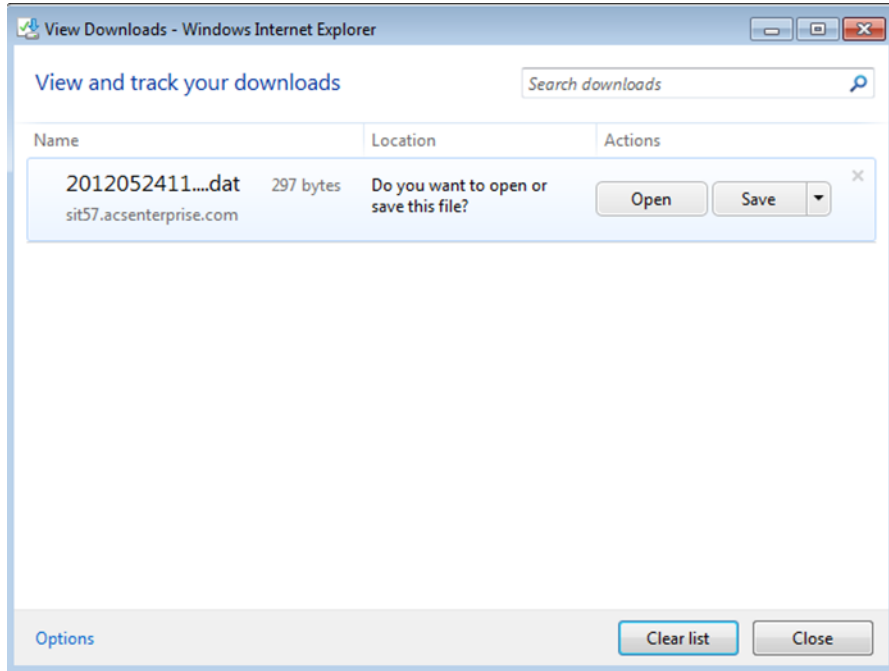 View Downloads - Windows Internet Explorer
View and track your downloads
Search downloads
Name Location Actions
2012052411....dat 297 bytes Do you want to open or save this file? Open Save
sit57.acsenterprise.com
Options Clear list Close